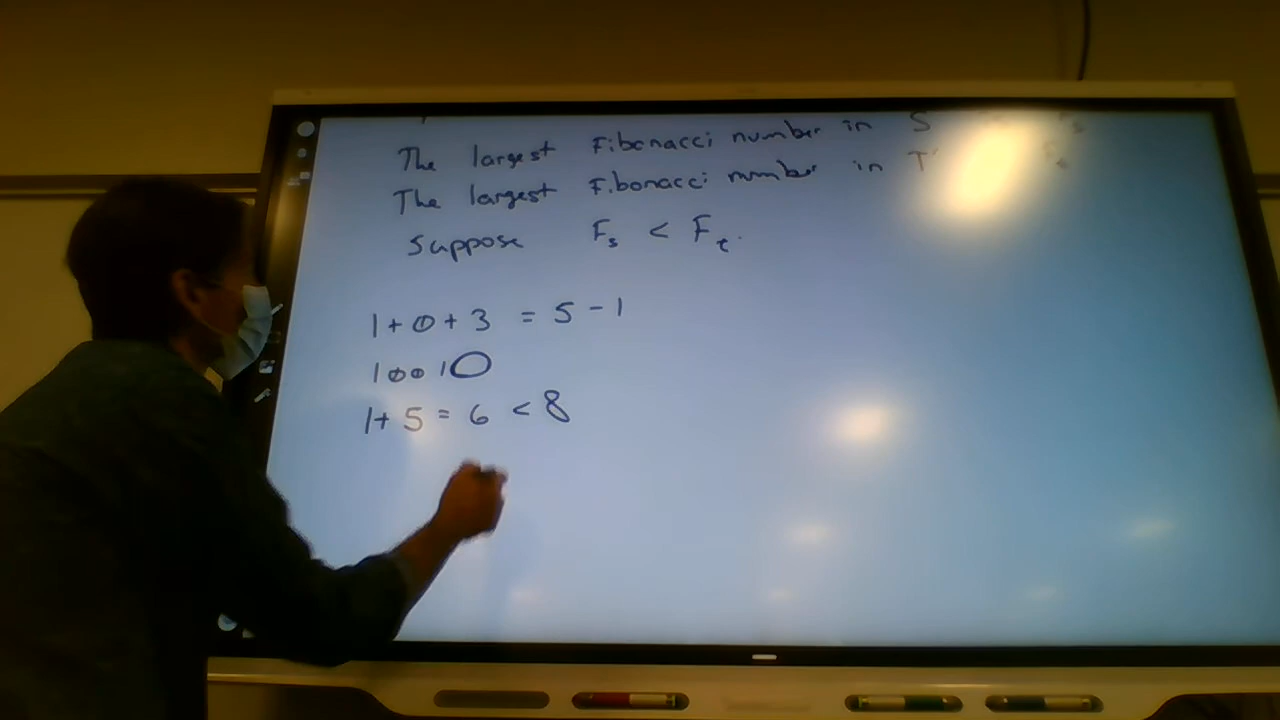 The largest Fibonacci number in S
The largest Fibonacci number in T'
Suppose F_s < F_t.
1 + 0 + 3 = 5 - 1
10010
1 + 5 = 6 < 8